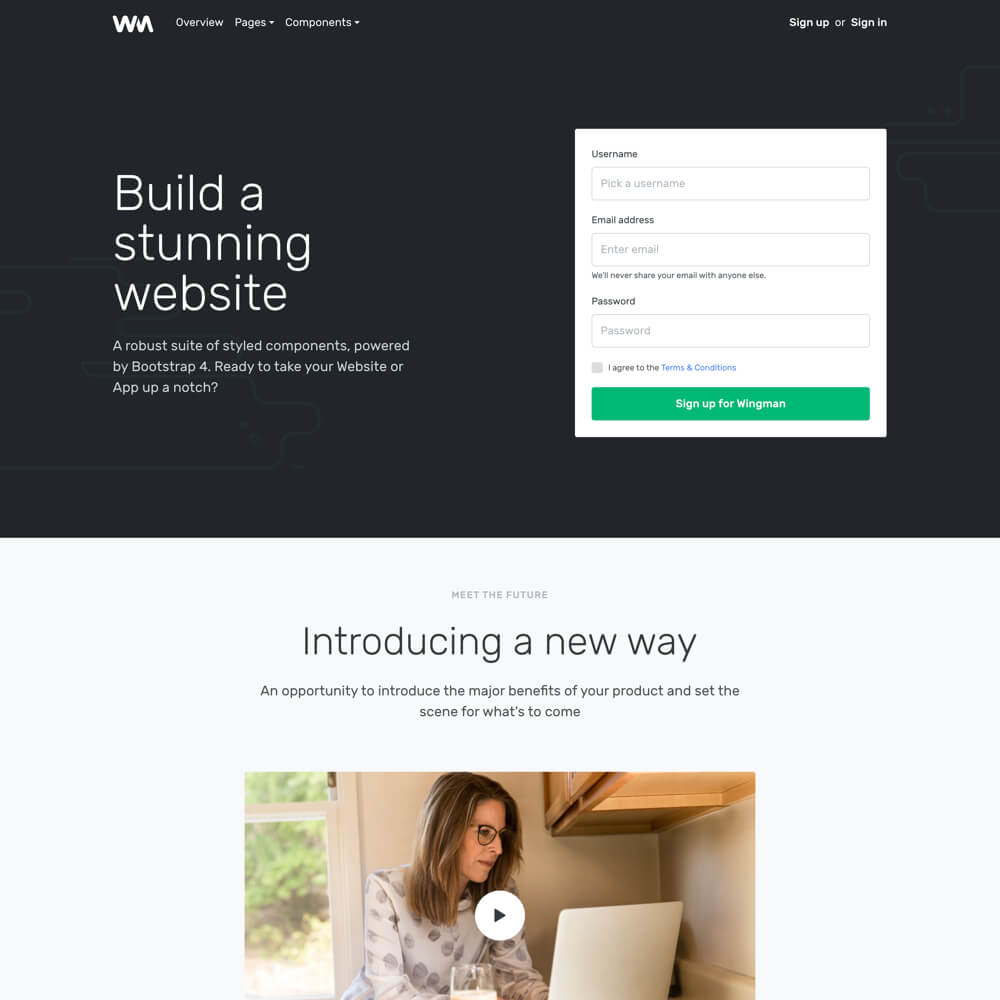 WM
Overview Pages Components
Sign up or Sign in
Build a
stunning
website
A robust suite of styled components, powered
by Bootstrap 4. Ready to take your Website or
App up a notch?
Username
Pick a username
Email address
Enter email
We'll never share your email with anyone else.
Password
Password
I agree to the Terms & Conditions
Sign up for Wingman
MEET THE FUTURE
Introducing a new way
An opportunity to introduce the major benefits of your product and set the
scene for what's to come